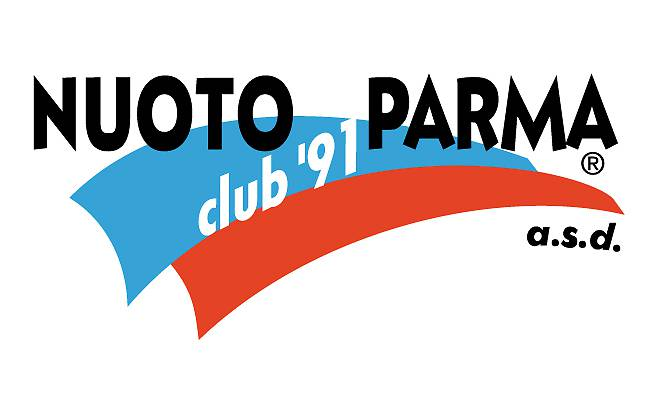 NUOTO PARMA
club '91
®
a.s.d.